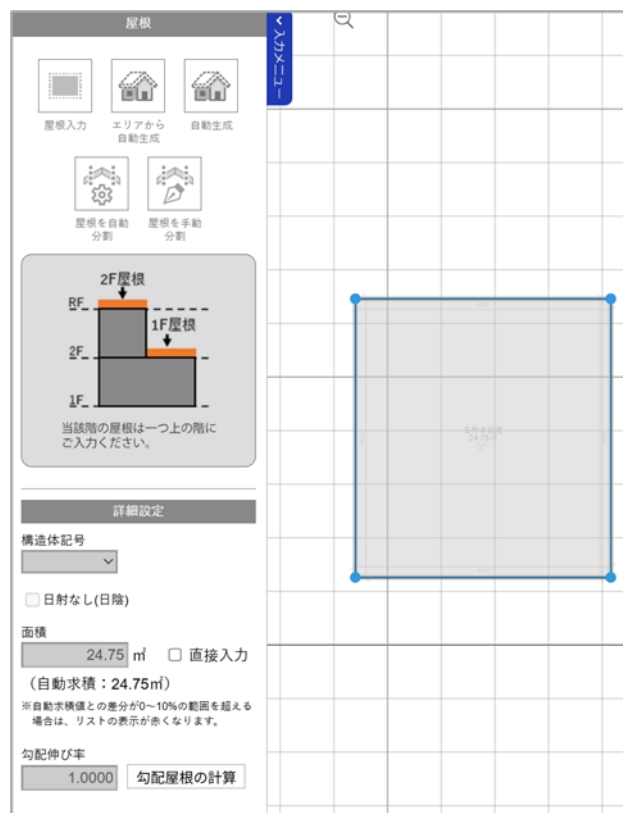 屋根
屋根入力
エリアから
自動生成
自動生成
屋根を自動
分割
屋根を手動
分割
2F屋根
RF
1F屋根
2F
1F
当該階の屋根は一つ上の階に
ご入力ください。
詳細設定
構造体記号
日射なし(日陰)
面積
24.75 ㎡ 直接入力
(自動求積：24.75㎡)
※自動求積値との差分が0〜10%の範囲を超える
場合は、リストの表示が赤くなります。
勾配伸び率
1.0000 勾配屋根の計算
入力メニュー
24.75㎡